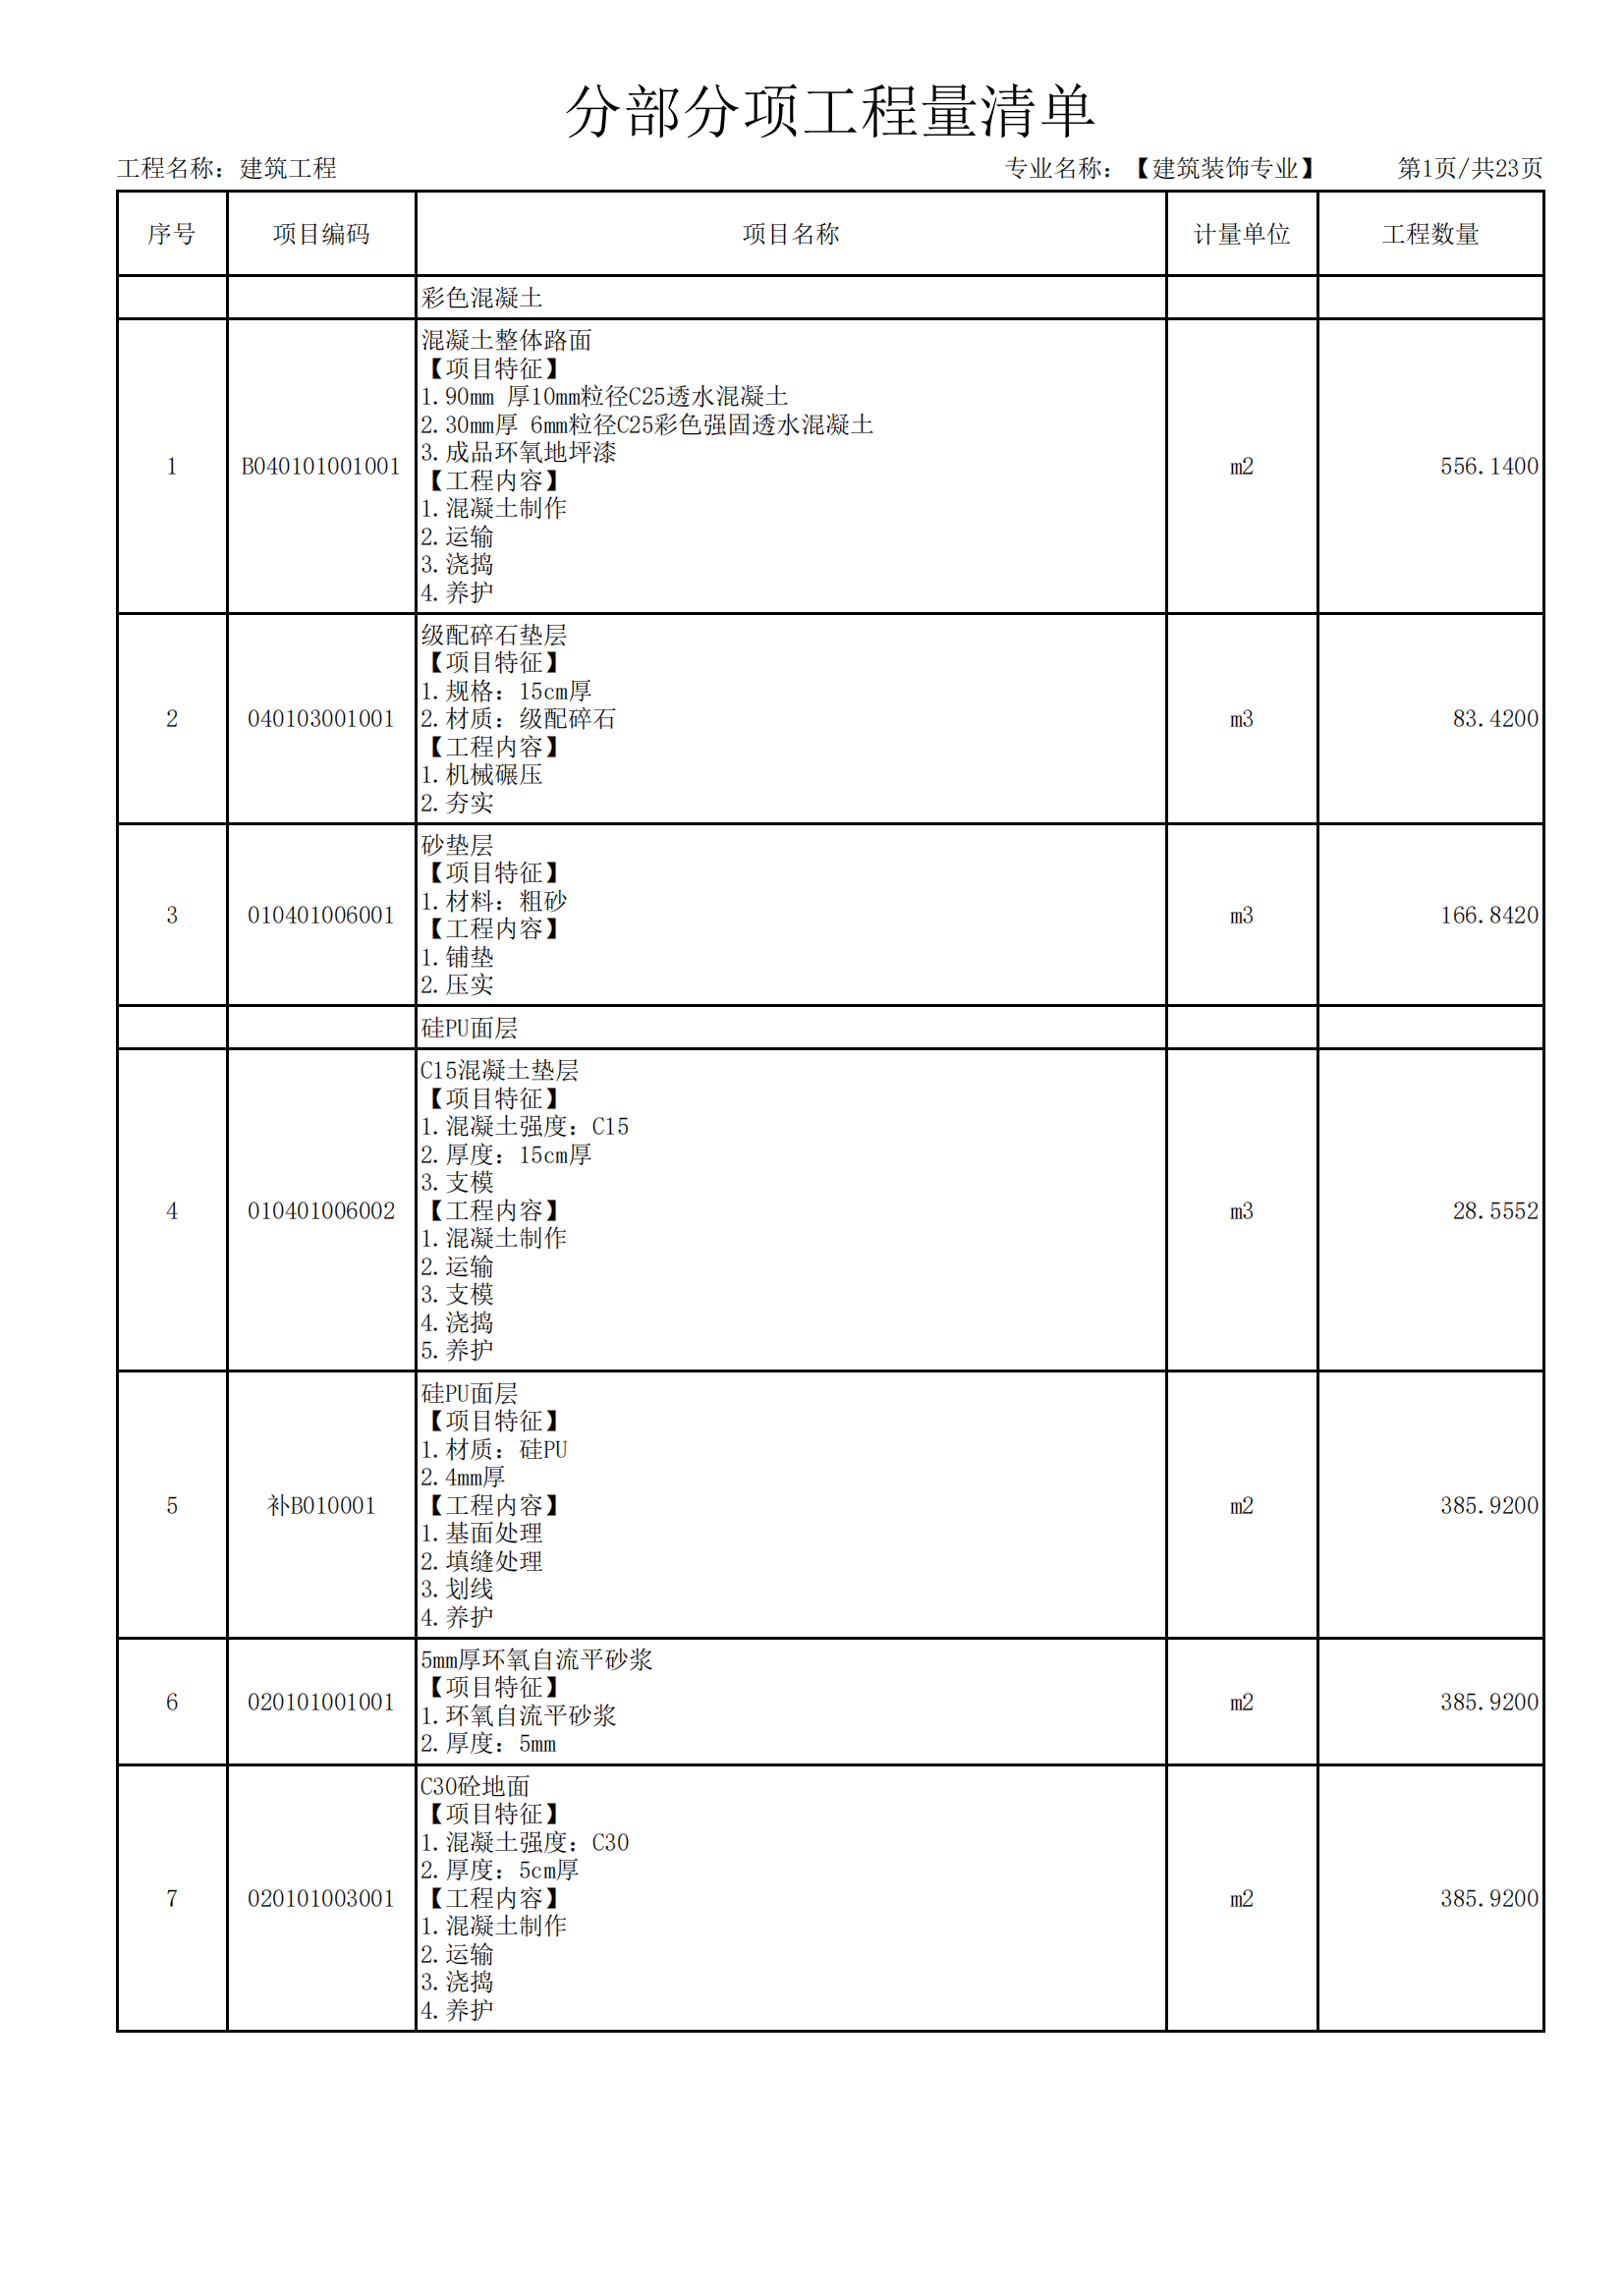 分部分项工程量清单
工程名称：建筑工程 专业名称：【建筑装饰专业】 第1页/共23页
序号 项目编码 项目名称 计量单位 工程数量
彩色混凝土
混凝土整体路面
【项目特征】
1.90mm 厚10mm粒径C25透水混凝土
2.30mm厚 6mm粒径C25彩色强固透水混凝土
3.成品环氧地坪漆
1 B040101001001 m2 556.1400
【工程内容】
1.混凝土制作
2.运输
3.浇捣
4.养护
级配碎石垫层
【项目特征】
1.规格：15cm厚
2 040103001001 2.材质：级配碎石 m3 83.4200
【工程内容】
1.机械碾压
2.夯实
砂垫层
【项目特征】
1.材料：粗砂
3 010401006001 m3 166.8420
【工程内容】
1.铺垫
2.压实
硅PU面层
C15混凝土垫层
【项目特征】
1.混凝土强度：C15
2.厚度：15cm厚
3.支模
4 010401006002 【工程内容】 m3 28.5552
1.混凝土制作
2.运输
3.支模
4.浇捣
5.养护
硅PU面层
【项目特征】
1.材质：硅PU
2.4mm厚
5 补B010001 【工程内容】 m2 385.9200
1.基面处理
2.填缝处理
3.划线
4.养护
5mm厚环氧自流平砂浆
【项目特征】
6 020101001001 m2 385.9200
1.环氧自流平砂浆
2.厚度：5mm
C30砼地面
【项目特征】
1.混凝土强度：C30
2.厚度：5cm厚
7 020101003001 【工程内容】 m2 385.9200
1.混凝土制作
2.运输
3.浇捣
4.养护